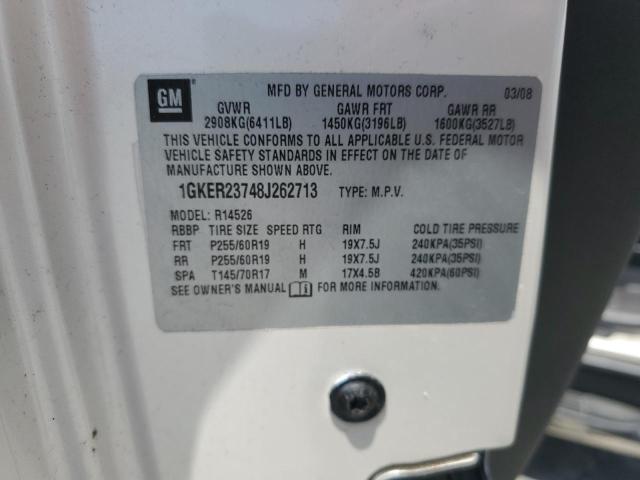 GM
MFD BY GENERAL MOTORS CORP. 03/08
GVWR GAWR FRT GAWR RR
2908KG(6411LB) 1450KG(3196LB) 1600KG(3527LB)
THIS VEHICLE CONFORMS TO ALL APPLICABLE U.S. FEDERAL MOTOR
VEHICLE SAFETY STANDARDS IN EFFECT ON THE DATE OF
MANUFACTURE SHOWN ABOVE.
1GKER23748J262713 TYPE: M.P.V.
MODEL: R14526
RBBP TIRE SIZE SPEED RTG RIM COLD TIRE PRESSURE
FRT P255/60R19 H 19X7.5J 240KPA(35PSI)
RR P255/60R19 H 19X7.5J 240KPA(35PSI)
SPA T145/70R17 M 17X4.5B 420KPA(60PSI)
SEE OWNER'S MANUAL FOR MORE INFORMATION.